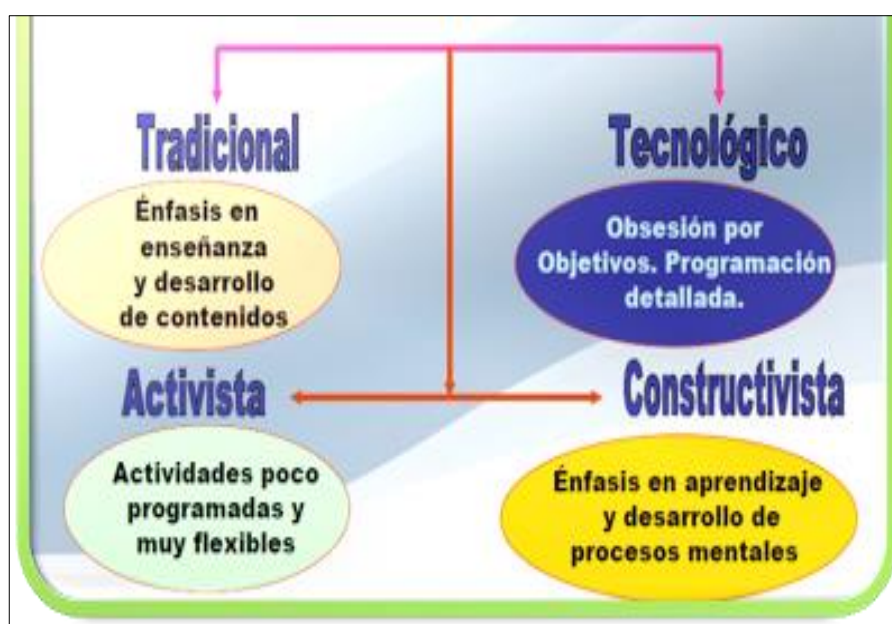 Tradicional
Énfasis en
enseñanza
y desarrollo
de contenidos
Tecnológico
Obsesión por
Objetivos. Programación
detallada.
Activista
Actividades poco
programadas y
muy flexibles
Constructivista
Énfasis en aprendizaje
y desarrollo de
procesos mentales